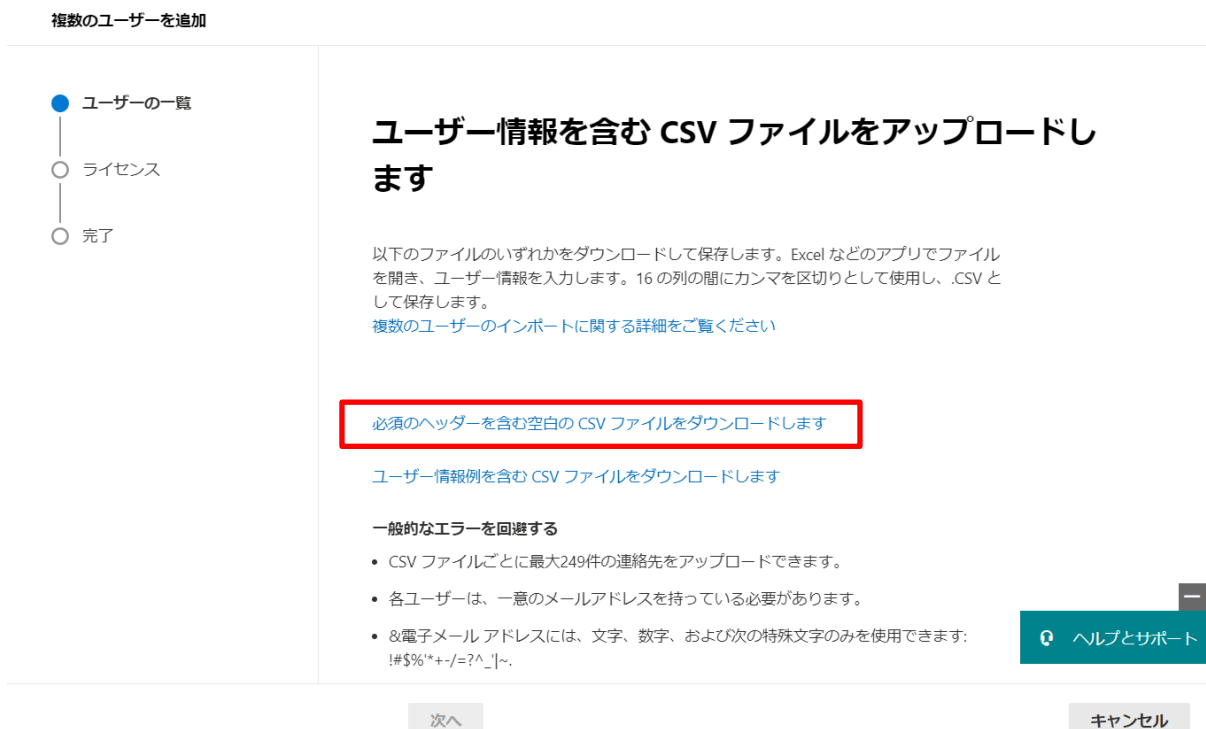 複数のユーザーを追加
ユーザーの一覧
ライセンス
完了
ユーザー情報を含む CSV ファイルをアップロードし
ます
以下のファイルのいずれかをダウンロードして保存します。Excel などのアプリでファイル
を開き、ユーザー情報を入力します。16 の列の間にカンマを区切りとして使用し、.CSV と
して保存します。
複数のユーザーのインポートに関する詳細をご覧ください
必須のヘッダーを含む空白の CSV ファイルをダウンロードします
ユーザー情報例を含む CSV ファイルをダウンロードします
一般的なエラーを回避する
• CSV ファイルごとに最大249件の連絡先をアップロードできます。
• 各ユーザーは、一意のメールアドレスを持っている必要があります。
• &電子メール アドレスには、文字、数字、および次の特殊文字のみを使用できます:
!#$%'*+-/=?^_'|~.
ヘルプとサポート
次へ
キャンセル